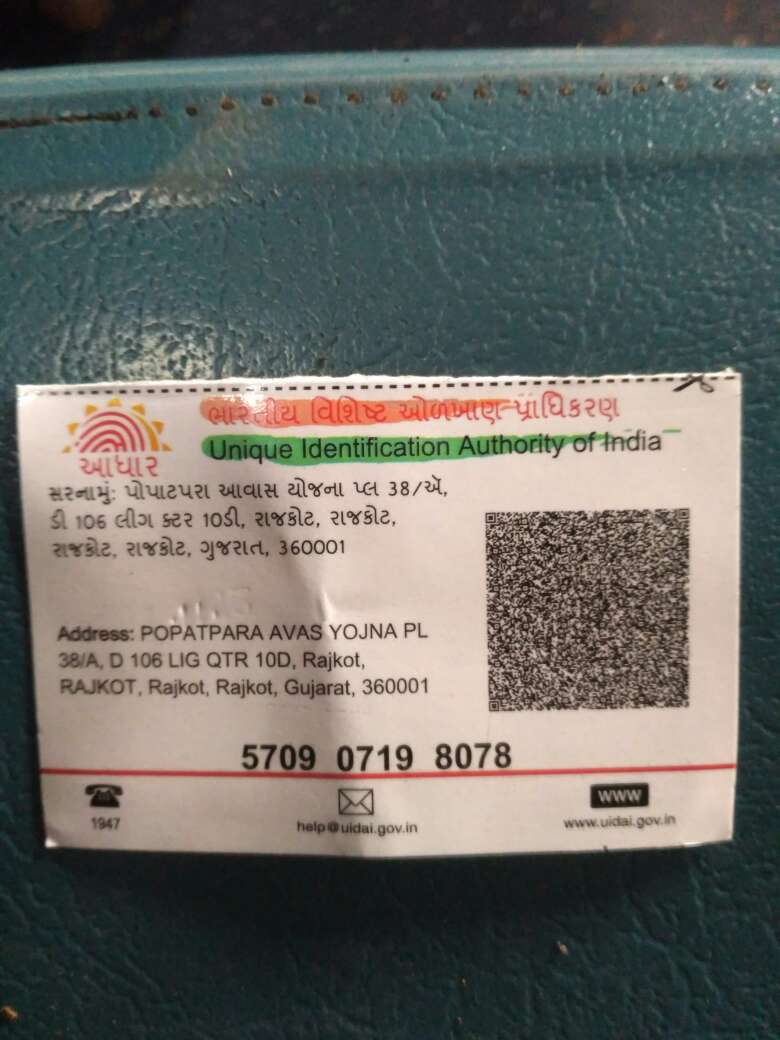 ભારતીય વિશિષ્ટ ઓળખાણ પ્રાધિકરણ
Unique Identification Authority of India
આધાર
સરનામું: પોપાટપરા આવાસ યોજના પ્લ 38/ઍ,
ડી 106 લીગ ક્ટર 10ડી, રાજકોટ, રાજકોટ,
રાજકોટ, રાજકોટ, ગુજરાત, 360001
Address: POPATPARA AVAS YOJNA PL
38/A, D 106 LIG QTR 10D, Rajkot,
RAJKOT, Rajkot, Rajkot, Gujarat, 360001
5709 0719 8078
1947
help@uidai.gov.in
www
www.uidai.gov.in